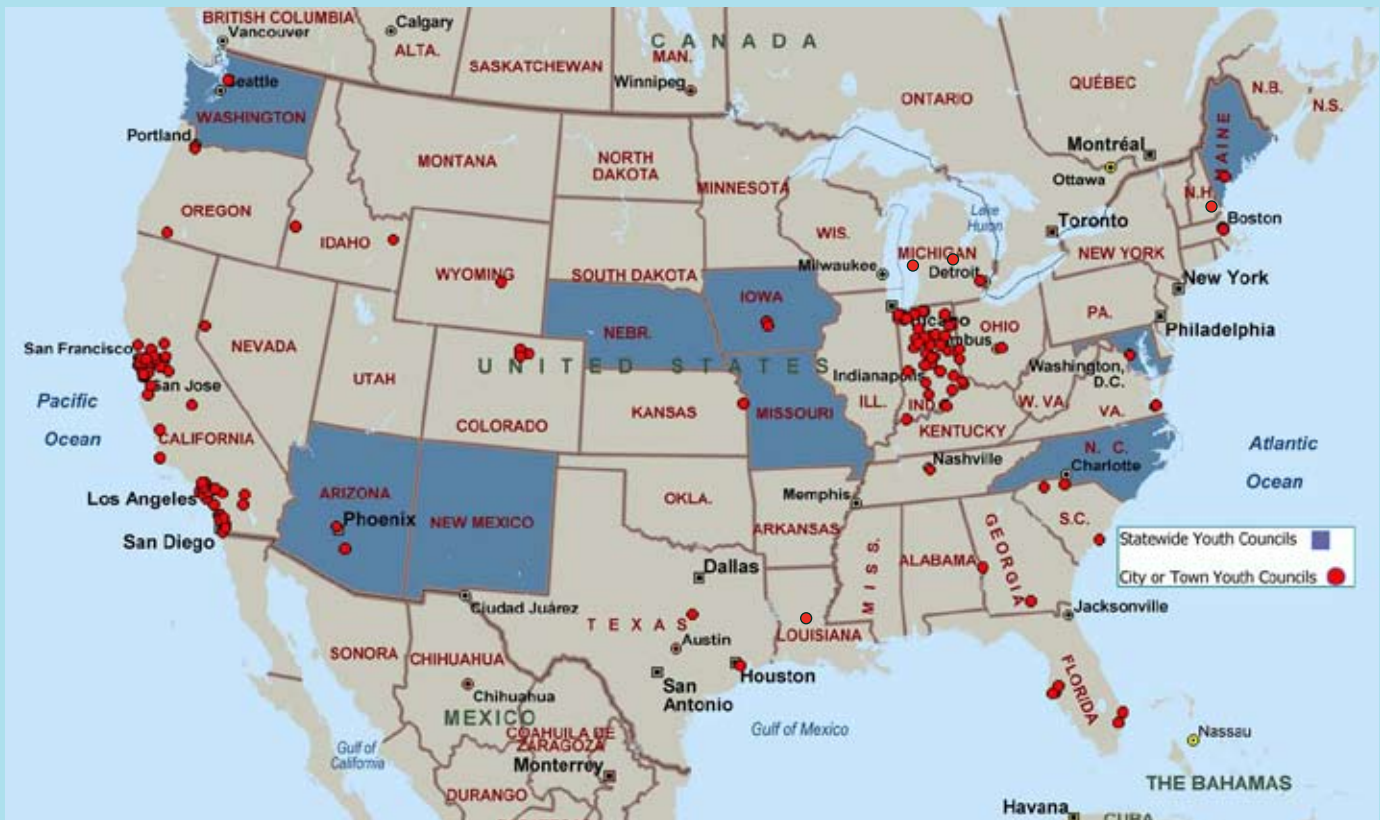 BRITISH COLUMBIA
Vancouver
Calgary
ALTA.
SASKATCHEWAN
CANADA
MAN.
Winnipeg
ONTARIO
QUÉBEC
N.B.
N.S.
Seattle
WASHINGTON
Portland
MONTANA
NORTH
DAKOTA
MINNESOTA
Montréal
Ottawa
MAINE
N.H.
Boston
OREGON
IDAHO
WYOMING
SOUTH DAKOTA
WIS.
Lake
Huron
Toronto
MICHIGAN
Milwaukee
Detroit
NEW YORK
New York
IOWA
NEBR.
PA.
Philadelphia
OHIO
San Francisco
NEVADA
UTAH
UNITED STATES
Indianapolis
Washington,
D.C.
San Jose
Pacific
Ocean
CALIFORNIA
COLORADO
KANSAS
MISSOURI
ILL.
IND.
W. VA.
VA.
KENTUCKY
Los Angeles
San Diego
ARIZONA
Phoenix
NEW MEXICO
OKLA.
ARKANSAS
Nashville
Memphis
N. C.
Charlotte
S.C.
Atlantic
Ocean
Statewide Youth Councils
City or Town Youth Councils
Dallas
MISS.
ALABAMA
GEORGIA
Jacksonville
Ciudad Juárez
TEXAS
Austin
LOUISIANA
SONORA
CHIHUAHUA
Chihuahua
San
Antonio
Houston
FLORIDA
MEXICO
COAHUILA DE
ZARAGOZA
Gulf of
California
Gulf of Mexico
Monterrey
DURANGO
Nassau
THE BAHAMAS
Havana
CUBA